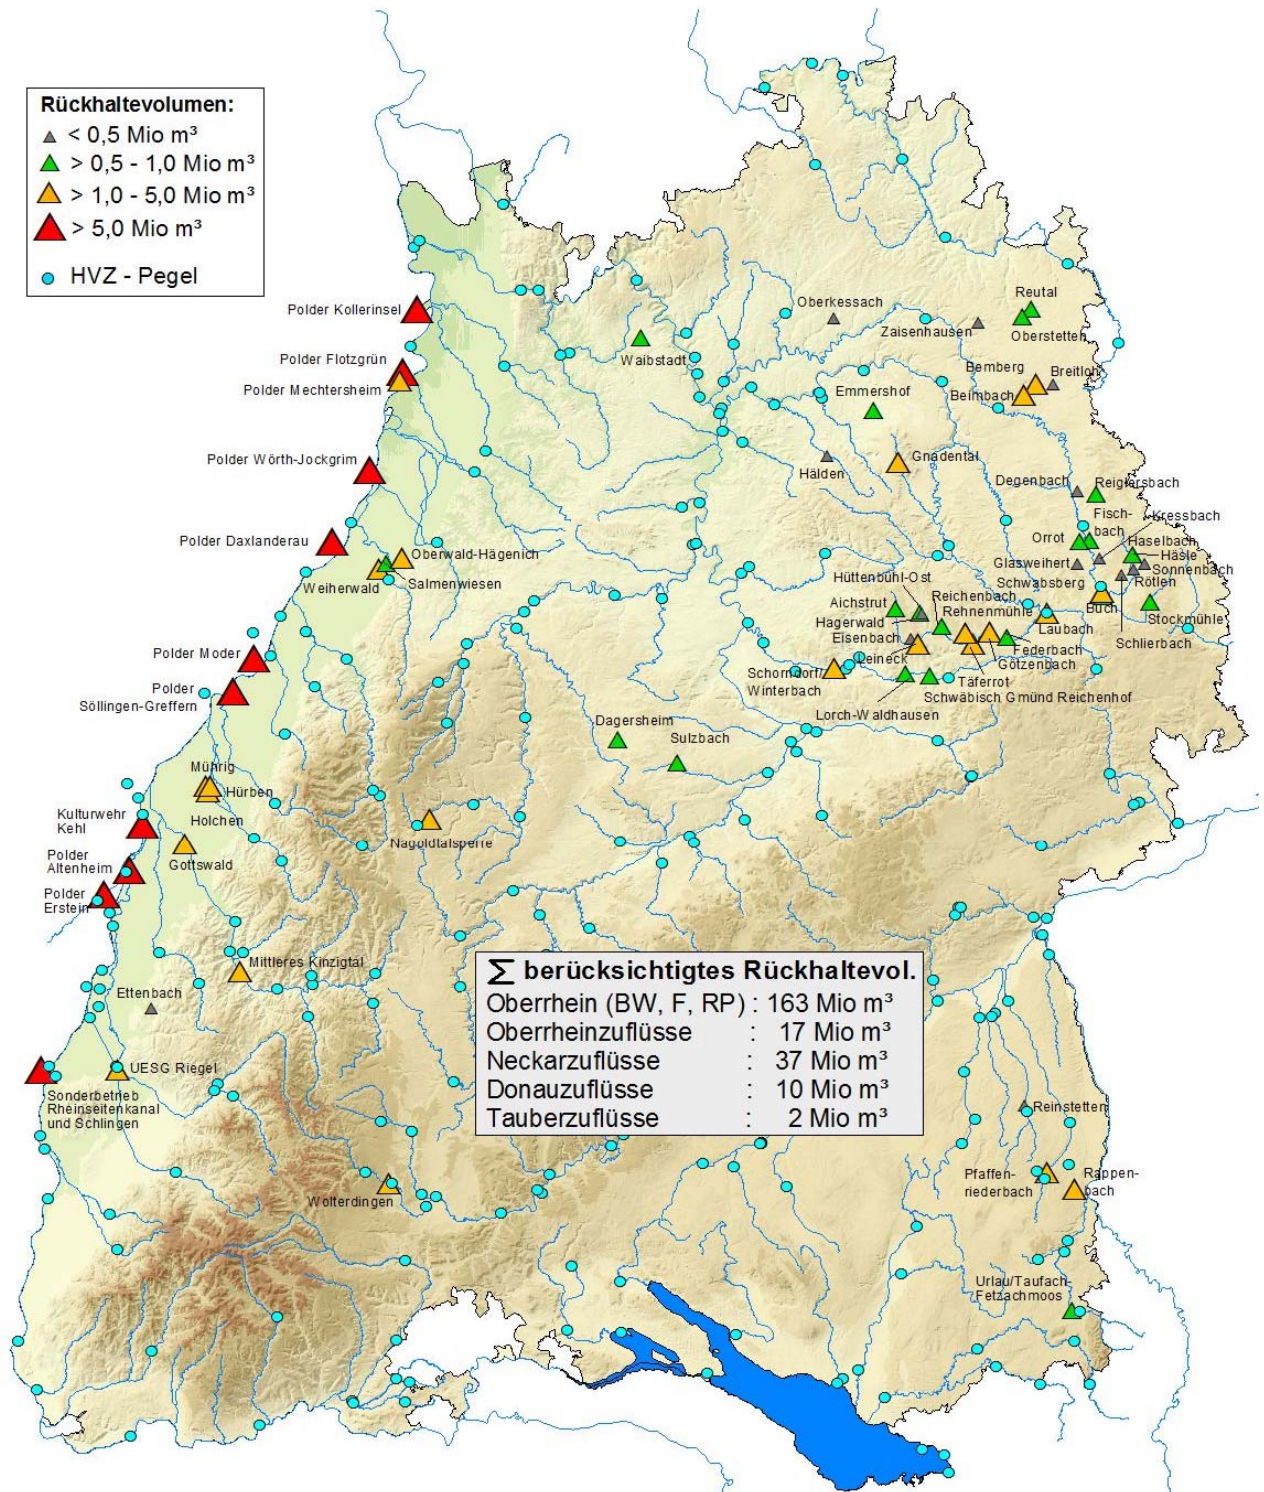 Rückhaltevolumen:
< 0,5 Mio m³
> 0,5 - 1,0 Mio m³
> 1,0 - 5,0 Mio m³
> 5,0 Mio m³
HVZ - Pegel
Polder Kollerinsel
Polder Flotzgrün
Polder Mechtersheim
Polder Wörth-Jockgrim
Polder Daxlanderau
Oberwald-Hägenich
Weiherwald
Salmenwiesen
Polder Moder
Polder
Söllingen-Greffern
Mührig
Hürben
Holchen
Kulturwehr
Kehl
Gottswald
Polder
Altenheim
Polder
Erstein
Mittleres Kinzigtal
Ettenbach
UESG Riegel
Sonderbetrieb
Rheinseitenkanal
und Schlingen
Wolterdingen
Nagoldtalsperre
Dagersheim
Sulzbach
Waibstadt
Oberkessach
Zaisenhausen
Reutal
Oberstetten
Bemberg
Breitloh
Beimbach
Emmershof
Gnadental
Hälden
Degenbach
Reiglersbach
Fisch-
bach
Kressbach
Orrot
Haselbach
Glasweihert
Häsle
Sonnenbach
Schwabsberg
Rötlen
Buch
Stockmühle
Schlierbach
Laubach
Hüttenbühl-Ost
Reichenbach
Aichstrut
Rehnenmühle
Hagerwald
Eisenbach
Federbach
Götzenbach
Leineck
Täferrot
Schorndorf/
Winterbach
Schwäbisch Gmünd Reichenhof
Lorch-Waldhausen
∑ berücksichtigtes Rückhaltevol.
Oberrhein (BW, F, RP) : 163 Mio m³
Oberrheinzuflüsse : 17 Mio m³
Neckarzuflüsse : 37 Mio m³
Donauzuflüsse : 10 Mio m³
Tauberzuflüsse : 2 Mio m³
Reinstetten
Pfaffen-
riederbach
Rappen-
bach
Urlau/Taufach-
Fetzachmoos